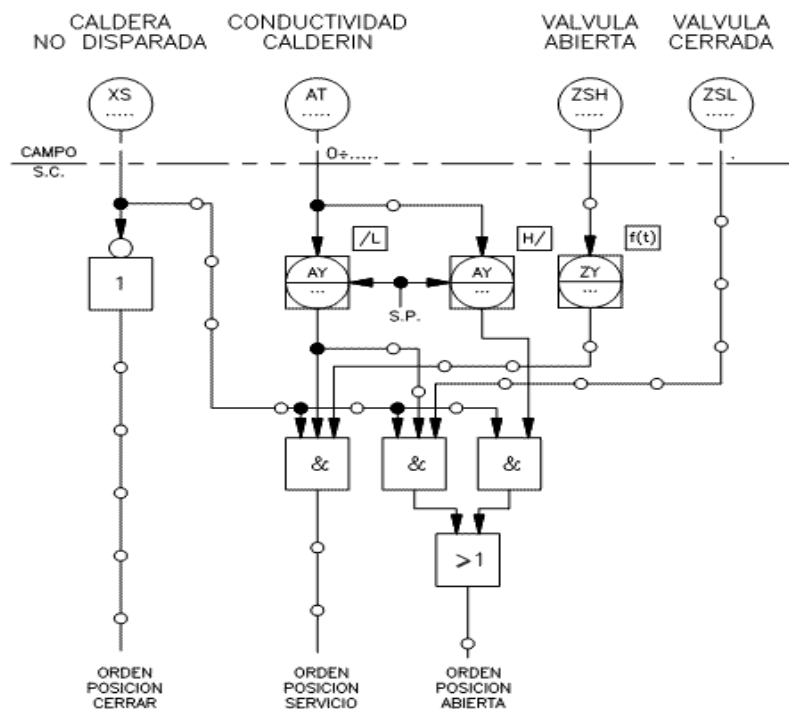 CALDERA
NO DISPARADA
CONDUCTIVIDAD
CALDERIN
VALVULA
ABIERTA
VALVULA
CERRADA
XS
.....
AT
.....
ZSH
.....
ZSL
.....
CAMPO
S.C.
0÷.....
.
/L
H/
f(t)
1
AY
...
AY
...
ZY
...
S.P.
&
&
&
>1
ORDEN
POSICION
CERRAR
ORDEN
POSICION
SERVICIO
ORDEN
POSICION
ABIERTA